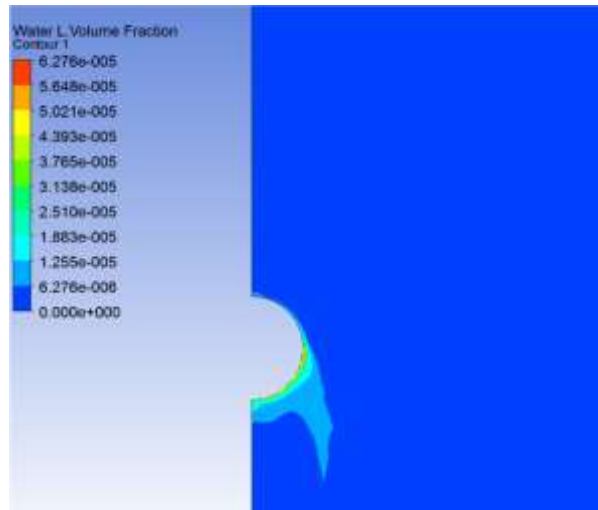 Water L.Volume Fraction
Contour 1
6.276e-005
5.648e-005
5.021e-005
4.393e-005
3.765e-005
3.138e-005
2.510e-005
1.883e-005
1.255e-005
6.276e-006
0.000e+000